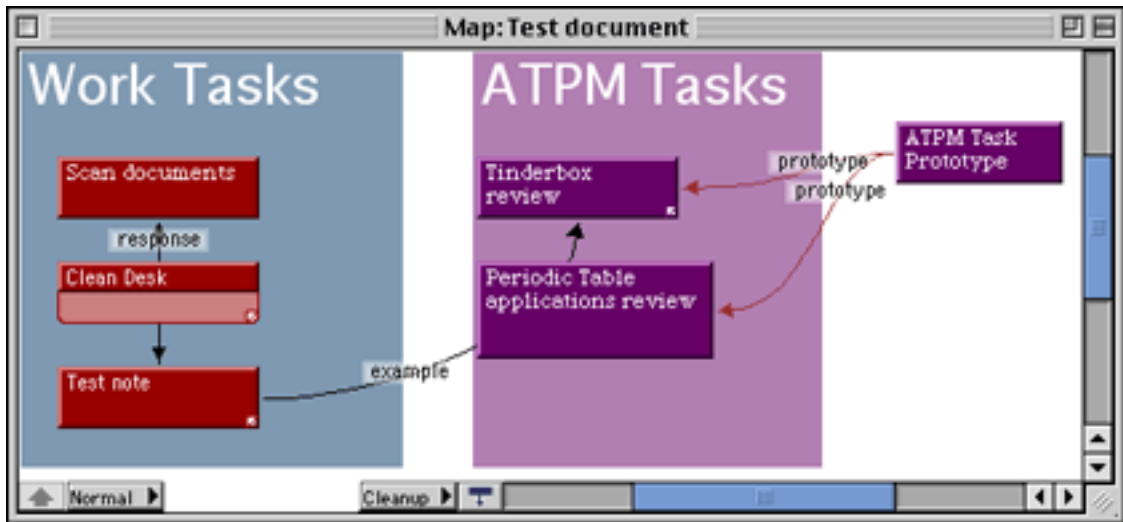 Map: Test document
Work Tasks
ATPM Tasks
Scan documents
response
Clean Desk
Test note
example
Tinderbox
review
Periodic Table
applications review
prototype
prototype
ATPM Task
Prototype
Normal
Cleanup